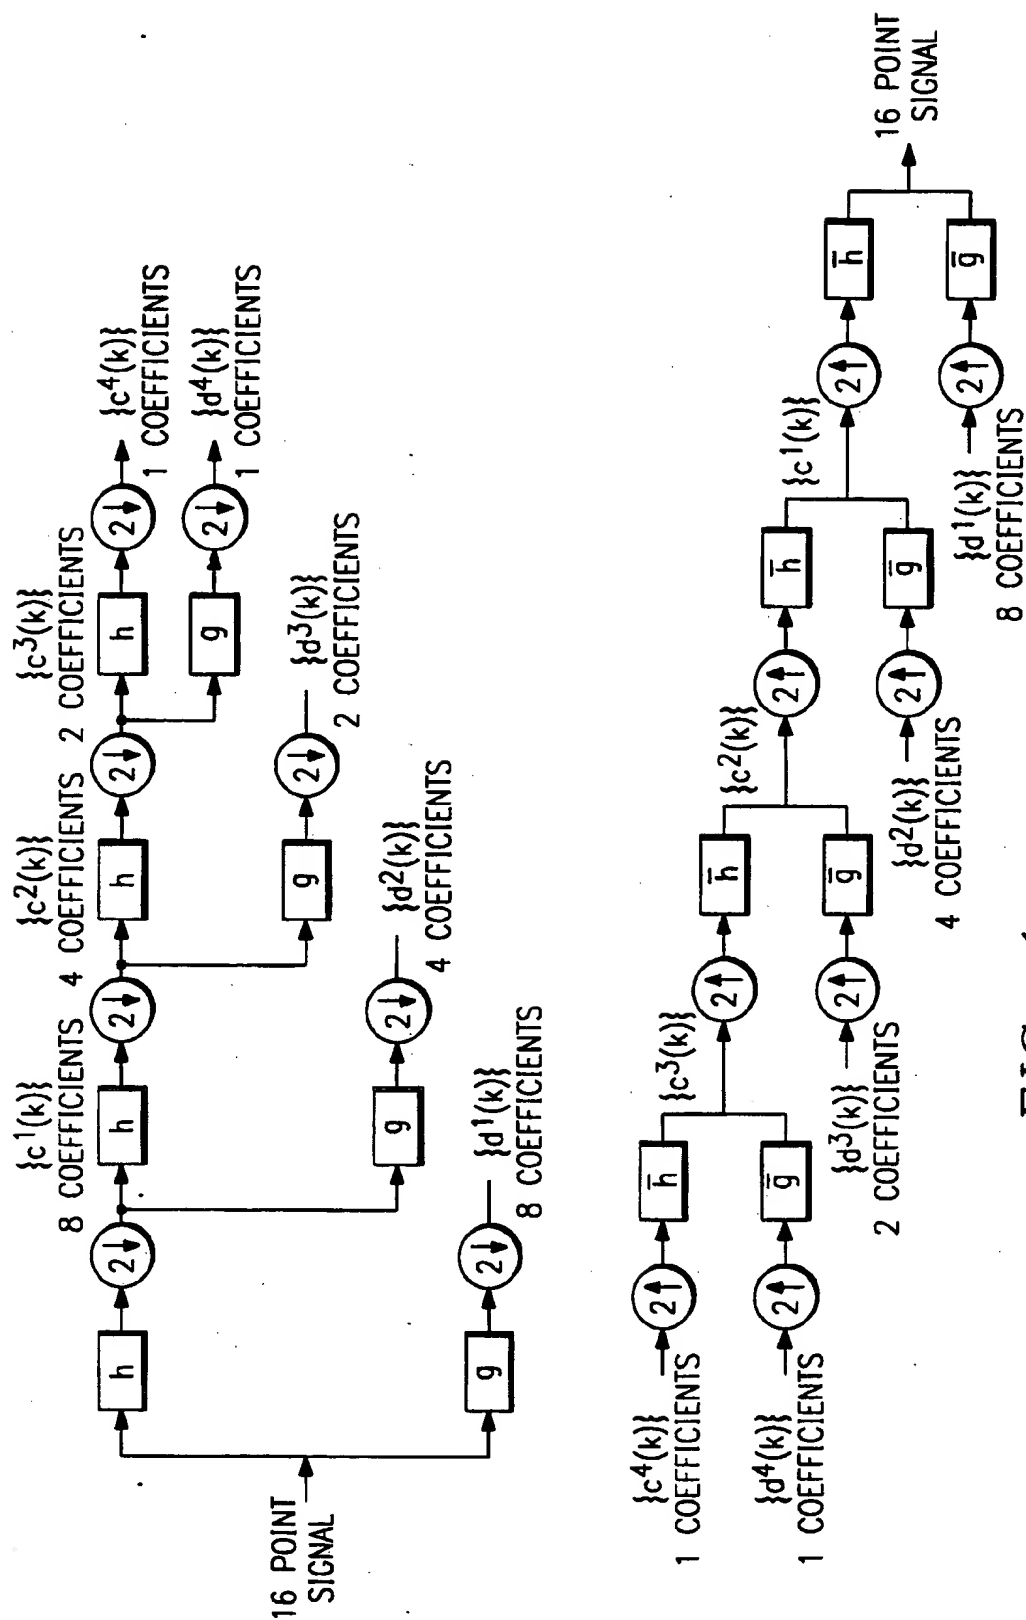 16 POINT
SIGNAL
h
2↓
{c¹(k)}
8 COEFFICIENTS
h
2↓
{c²(k)}
4 COEFFICIENTS
h
2↓
{c³(k)}
2 COEFFICIENTS
h
2↓
{c⁴(k)}
1 COEFFICIENTS
g
2↓
{d⁴(k)}
1 COEFFICIENTS
g
2↓
{d³(k)}
2 COEFFICIENTS
g
2↓
{d²(k)}
4 COEFFICIENTS
g
2↓
{d¹(k)}
8 COEFFICIENTS
{c⁴(k)}
1 COEFFICIENTS
2↑
h̅
{d⁴(k)}
1 COEFFICIENTS
2↑
g̅
{c³(k)}
2↑
h̅
{d³(k)}
2 COEFFICIENTS
2↑
g̅
{c²(k)}
2↑
h̅
{d²(k)}
4 COEFFICIENTS
2↑
g̅
{c¹(k)}
2↑
h̅
{d¹(k)}
8 COEFFICIENTS
2↑
g̅
16 POINT
SIGNAL